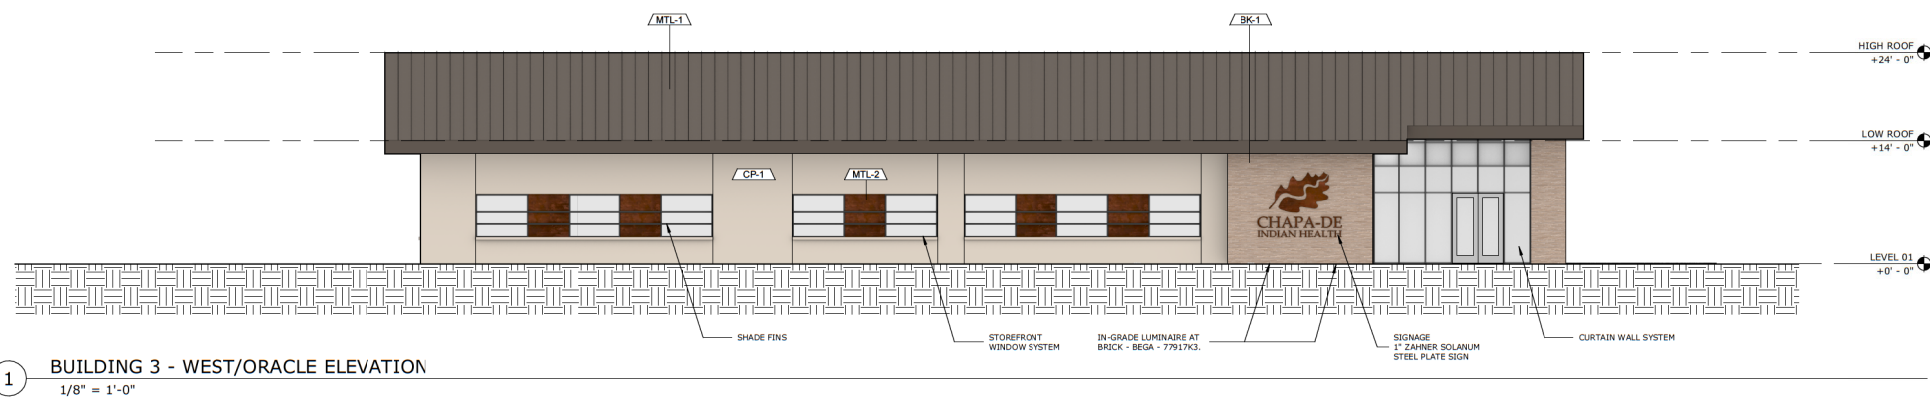 MTL-1
BK-1
HIGH ROOF
+24' - 0"
LOW ROOF
+14' - 0"
CP-1
MTL-2
CHAPA-DE
INDIAN HEALTH
LEVEL 01
+0' - 0"
SHADE FINS
STOREFRONT
WINDOW SYSTEM
IN-GRADE LUMINAIRE AT
BRICK - BEGA - 77917K3.
SIGNAGE
1" ZAHNER SOLANUM
STEEL PLATE SIGN
CURTAIN WALL SYSTEM
1
BUILDING 3 - WEST/ORACLE ELEVATION
1/8" = 1'-0"